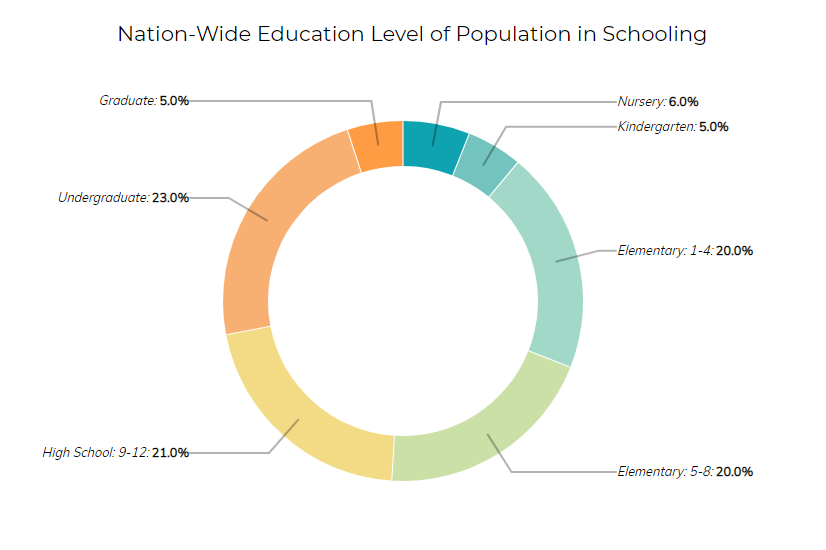 Nation-Wide Education Level of Population in Schooling
Graduate: 5.0%
Nursery: 6.0%
Kindergarten: 5.0%
Undergraduate: 23.0%
Elementary: 1-4: 20.0%
High School: 9-12: 21.0%
Elementary: 5-8: 20.0%